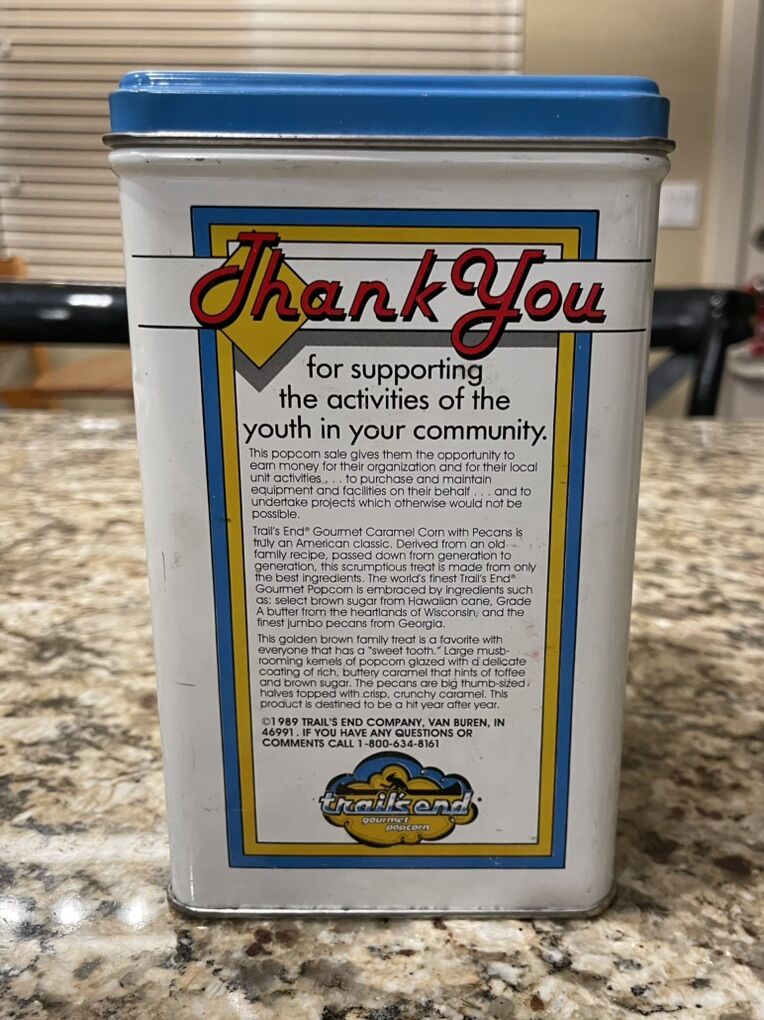 Thank You
for supporting
the activities of the
youth in your community.
This popcorn sale gives them the opportunity to
earn money for their organization and for their local
unit activities . . . to purchase and maintain
equipment and facilities on their behalf . . . and to
undertake projects which otherwise would not be
possible.
Trail's End® Gourmet Caramel Corn with Pecans is
truly an American classic. Derived from an old
family recipe, passed down from generation to
generation, this scrumptious treat is made from only
the best ingredients. The world's finest Trail's End®
Gourmet Popcorn is embraced by ingredients such
as: select brown sugar from Hawaiian cane, Grade
A butter from the heartlands of Wisconsin, and the
finest jumbo pecans from Georgia.
This golden brown family treat is a favorite with
everyone that has a "sweet tooth." Large mush-
rooming kernels of popcorn glazed with a delicate
coating of rich, buttery caramel that hints of toffee
and brown sugar. The pecans are big thumb-sized
halves topped with crisp, crunchy caramel. This
product is destined to be a hit year after year.
©1989 TRAIL'S END COMPANY, VAN BUREN, IN
46991. IF YOU HAVE ANY QUESTIONS OR
COMMENTS CALL 1-800-634-8161
trail's end®
gourmet
popcorn